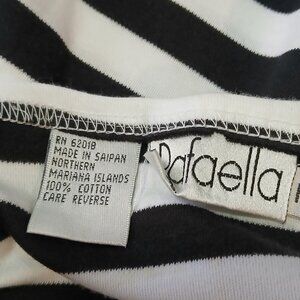 RN 62018
MADE IN SAIPAN
NORTHERN
MARIANA ISLANDS
100% COTTON
CARE REVERSE
Rafaella